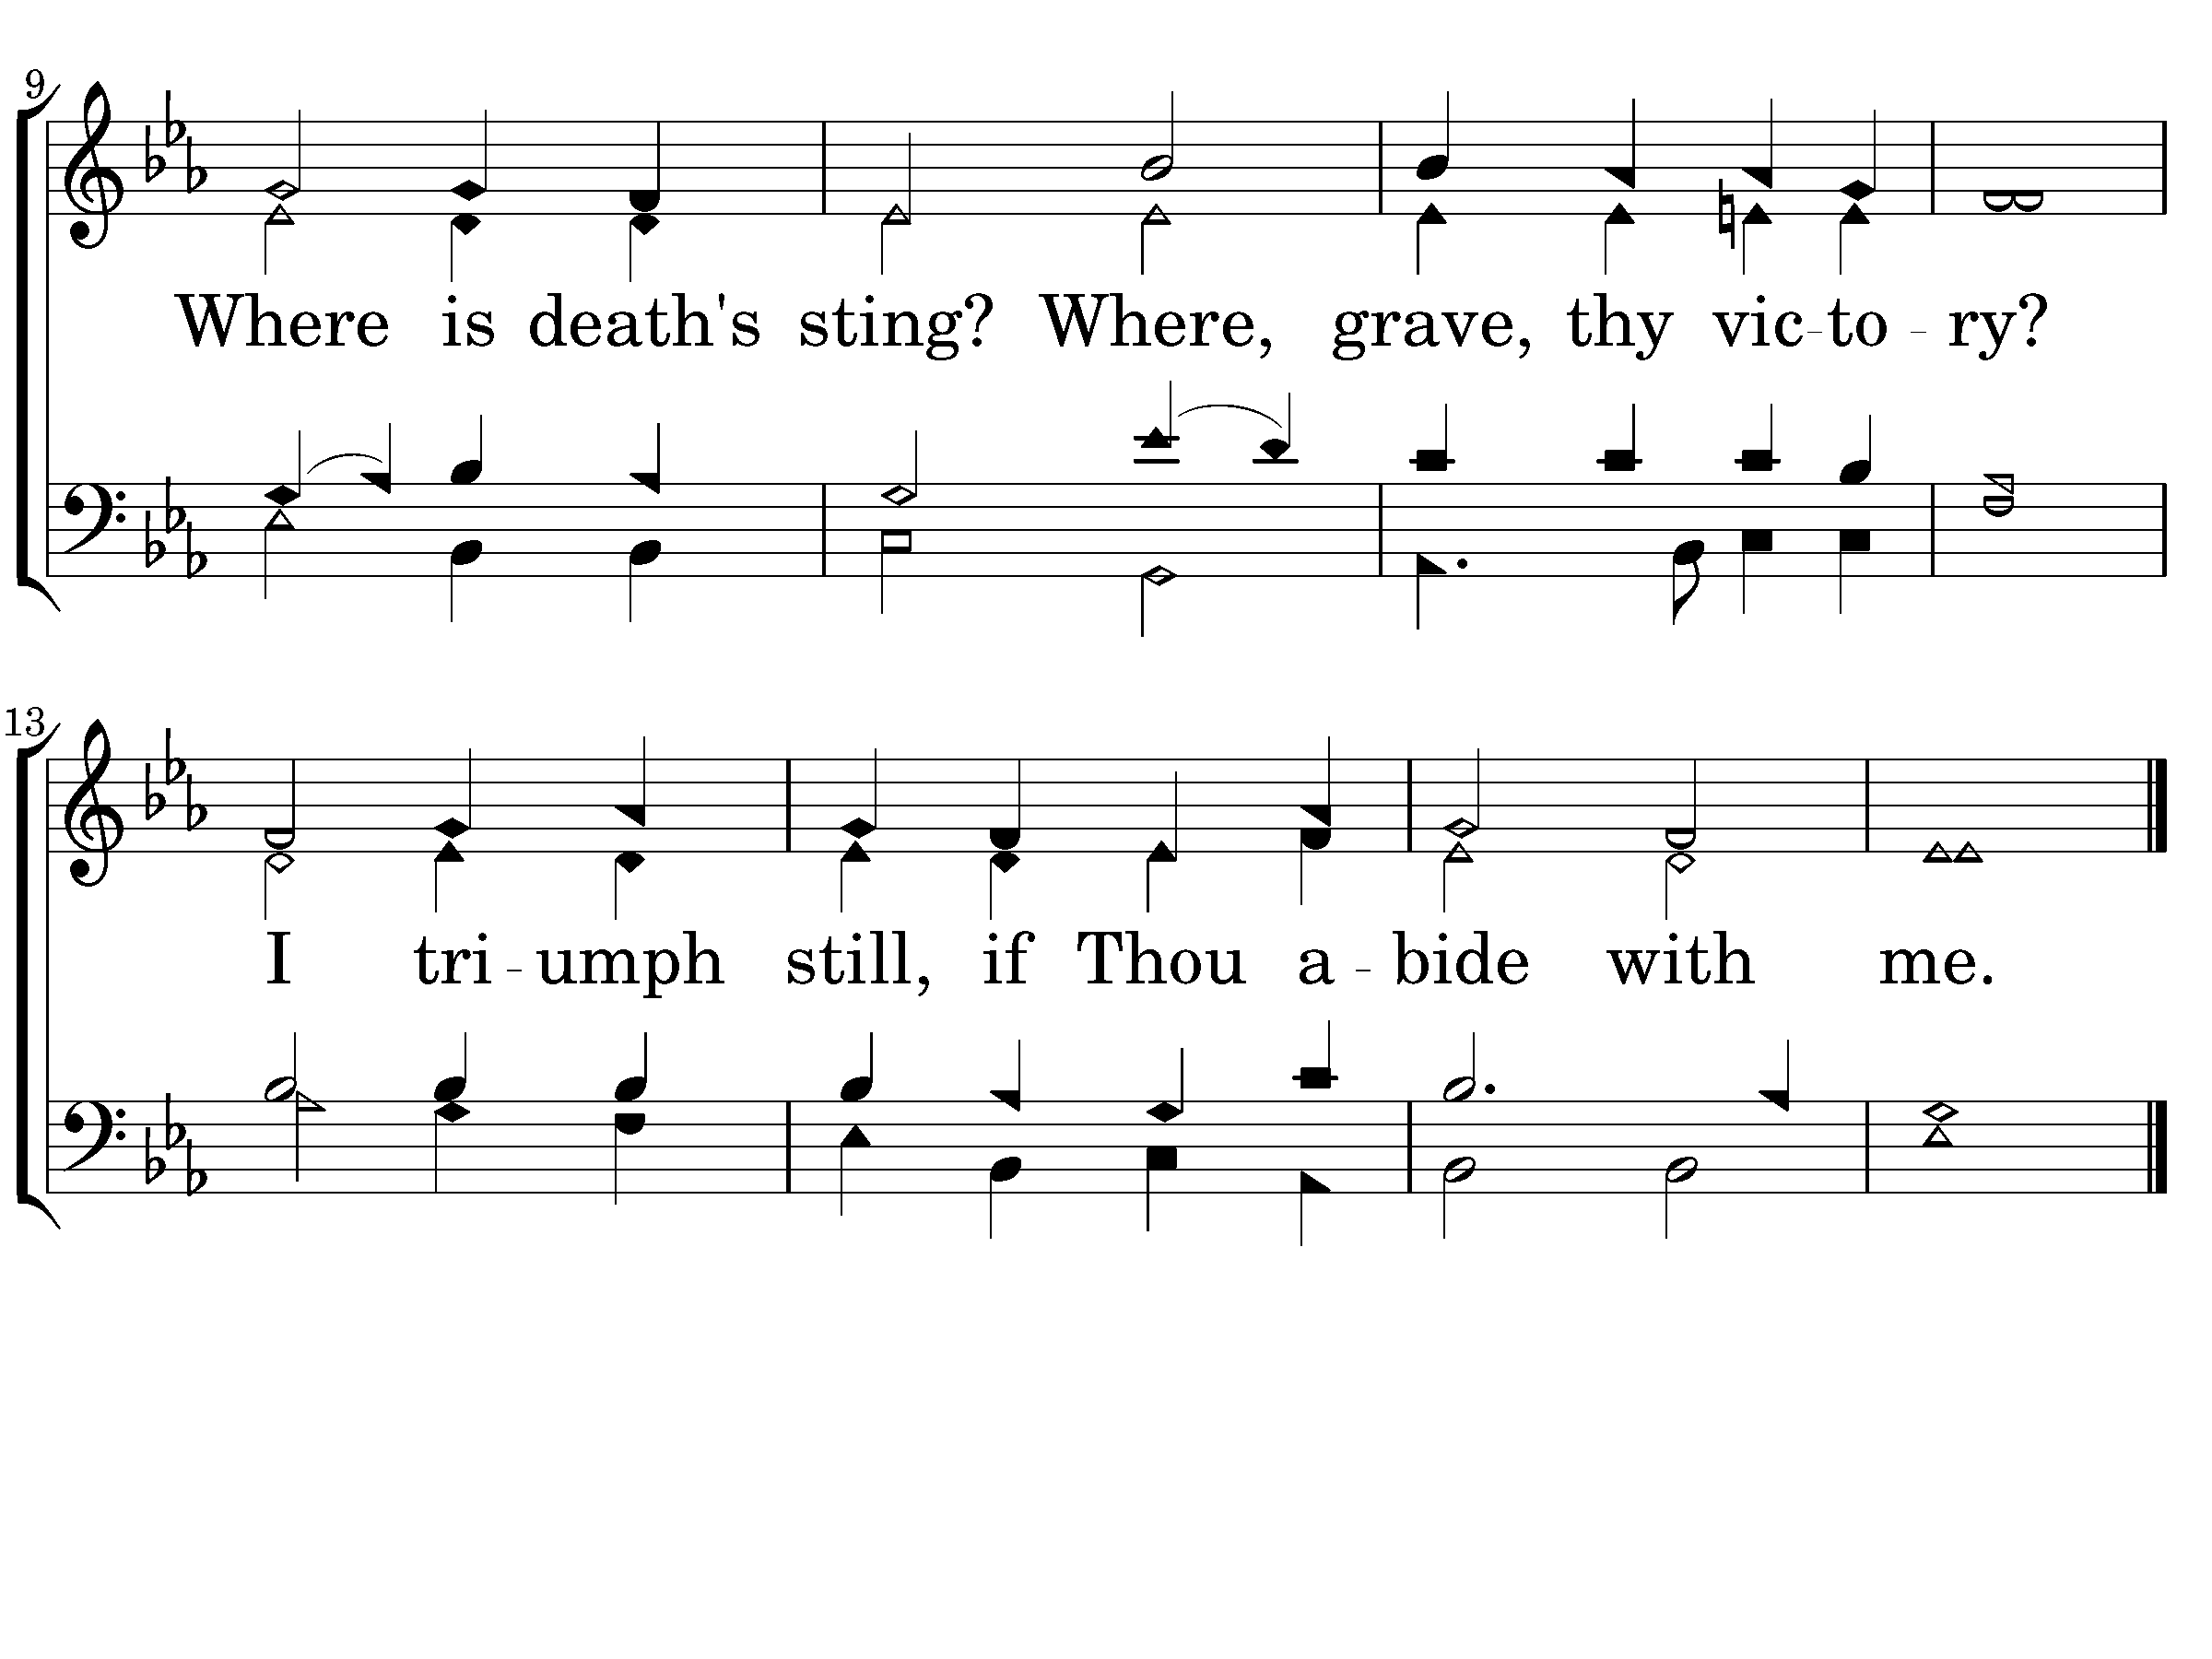 9
Where is death's sting? Where, grave, thy vic-to-ry?
13
I tri-umph still, if Thou a-bide with me.